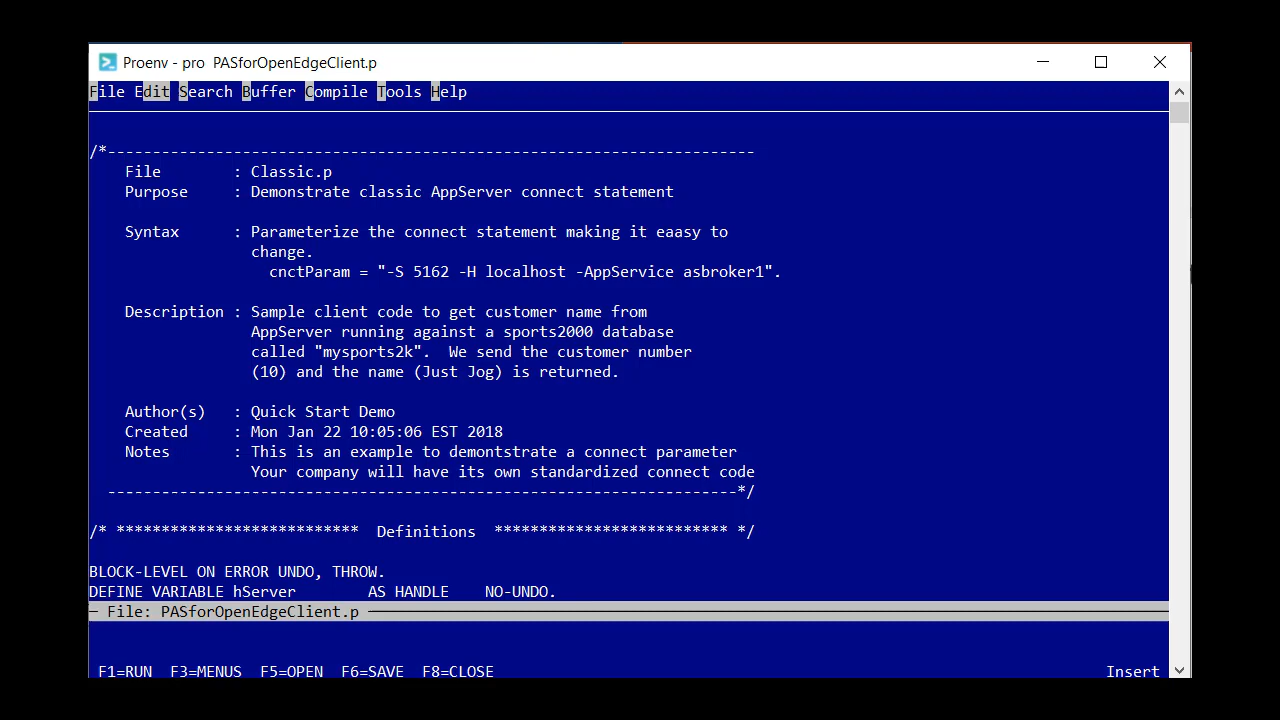 Proenv - pro  PASforOpenEdgeClient.p
File Edit Search Buffer Compile Tools Help
/*------------------------------------------------------------------------
File        : Classic.p
Purpose     : Demonstrate classic AppServer connect statement
Syntax      : Parameterize the connect statement making it eaasy to
change.
cnctParam = "-S 5162 -H localhost -AppService asbroker1".
Description : Sample client code to get customer name from
AppServer running against a sports2000 database
called "mysports2k".  We send the customer number
(10) and the name (Just Jog) is returned.
Author(s)   : Quick Start Demo
Created     : Mon Jan 22 10:05:06 EST 2018
Notes       : This is an example to demontstrate a connect parameter
Your company will have its own standardized connect code
----------------------------------------------------------------------*/
/* ***************************  Definitions  ************************** */
BLOCK-LEVEL ON ERROR UNDO, THROW.
DEFINE VARIABLE hServer        AS HANDLE    NO-UNDO.
File: PASforOpenEdgeClient.p
F1=RUN  F3=MENUS  F5=OPEN  F6=SAVE  F8=CLOSE                                                                    Insert